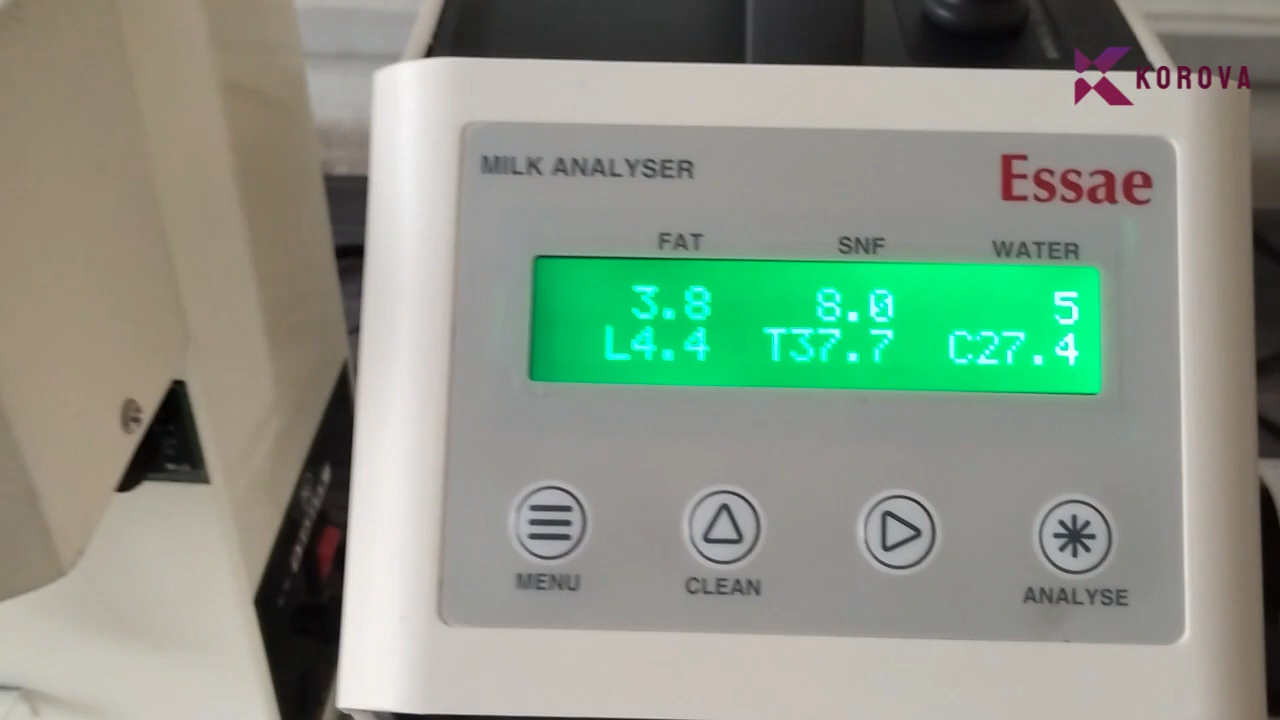 KOROVA
MILK ANALYSER
Essae
FAT SNF WATER
3.8 8.0 5
L4.4 T37.7 C27.4
MENU
CLEAN
ANALYSE